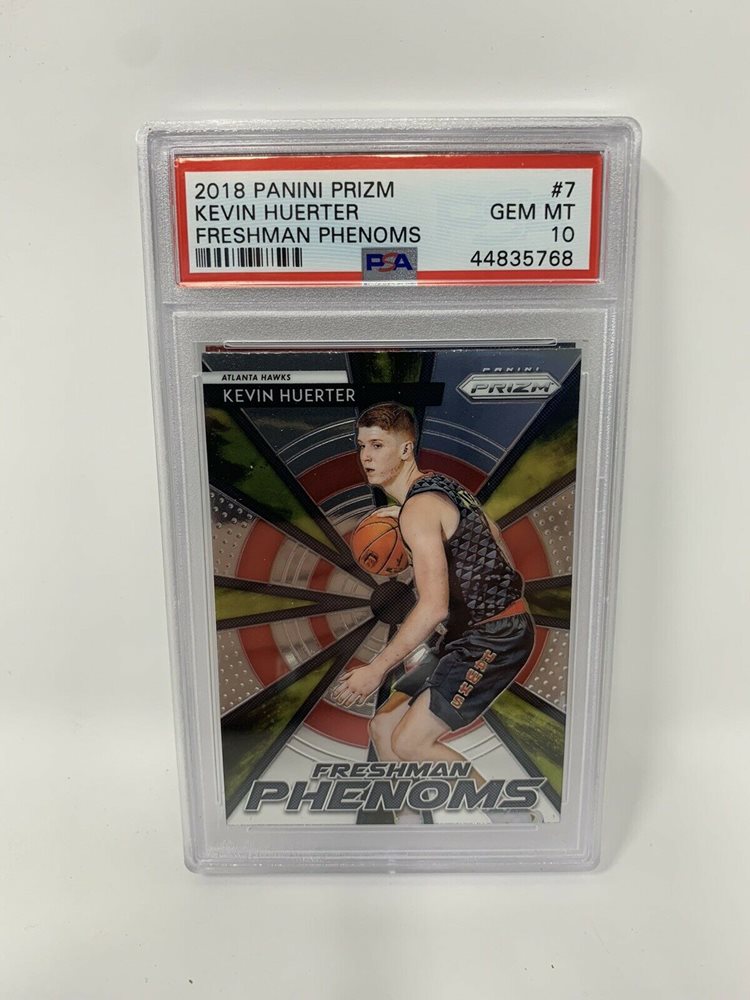 2018 PANINI PRIZM #7
KEVIN HUERTER GEM MT
FRESHMAN PHENOMS 10
PSA 44835768
ATLANTA HAWKS
KEVIN HUERTER
PANINI
PRIZM
FRESHMAN
PHENOMS